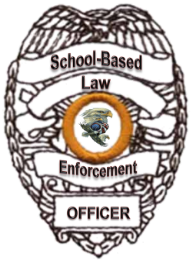 School-Based
Law
Enforcement
OFFICER